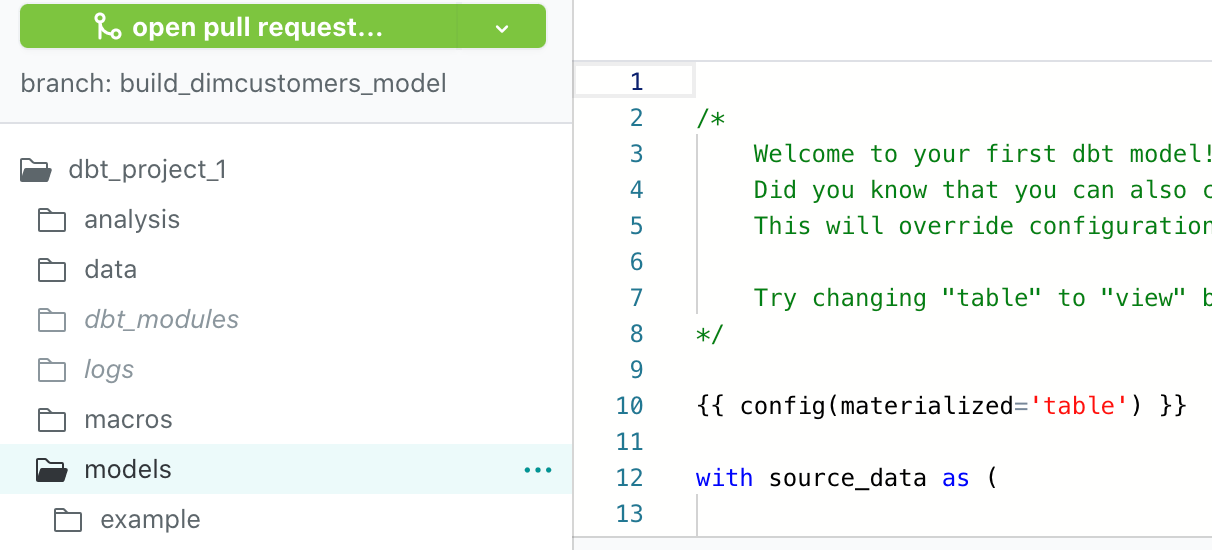 open pull request...
branch: build_dimcustomers_model
dbt_project_1
analysis
data
dbt_modules
logs
macros
models
example
1
2 /*
3 Welcome to your first dbt model!
4 Did you know that you can also c
5 This will override configuration
6
7 Try changing "table" to "view" b
8 */
9
10 {{ config(materialized='table') }}
11
12 with source_data as (
13